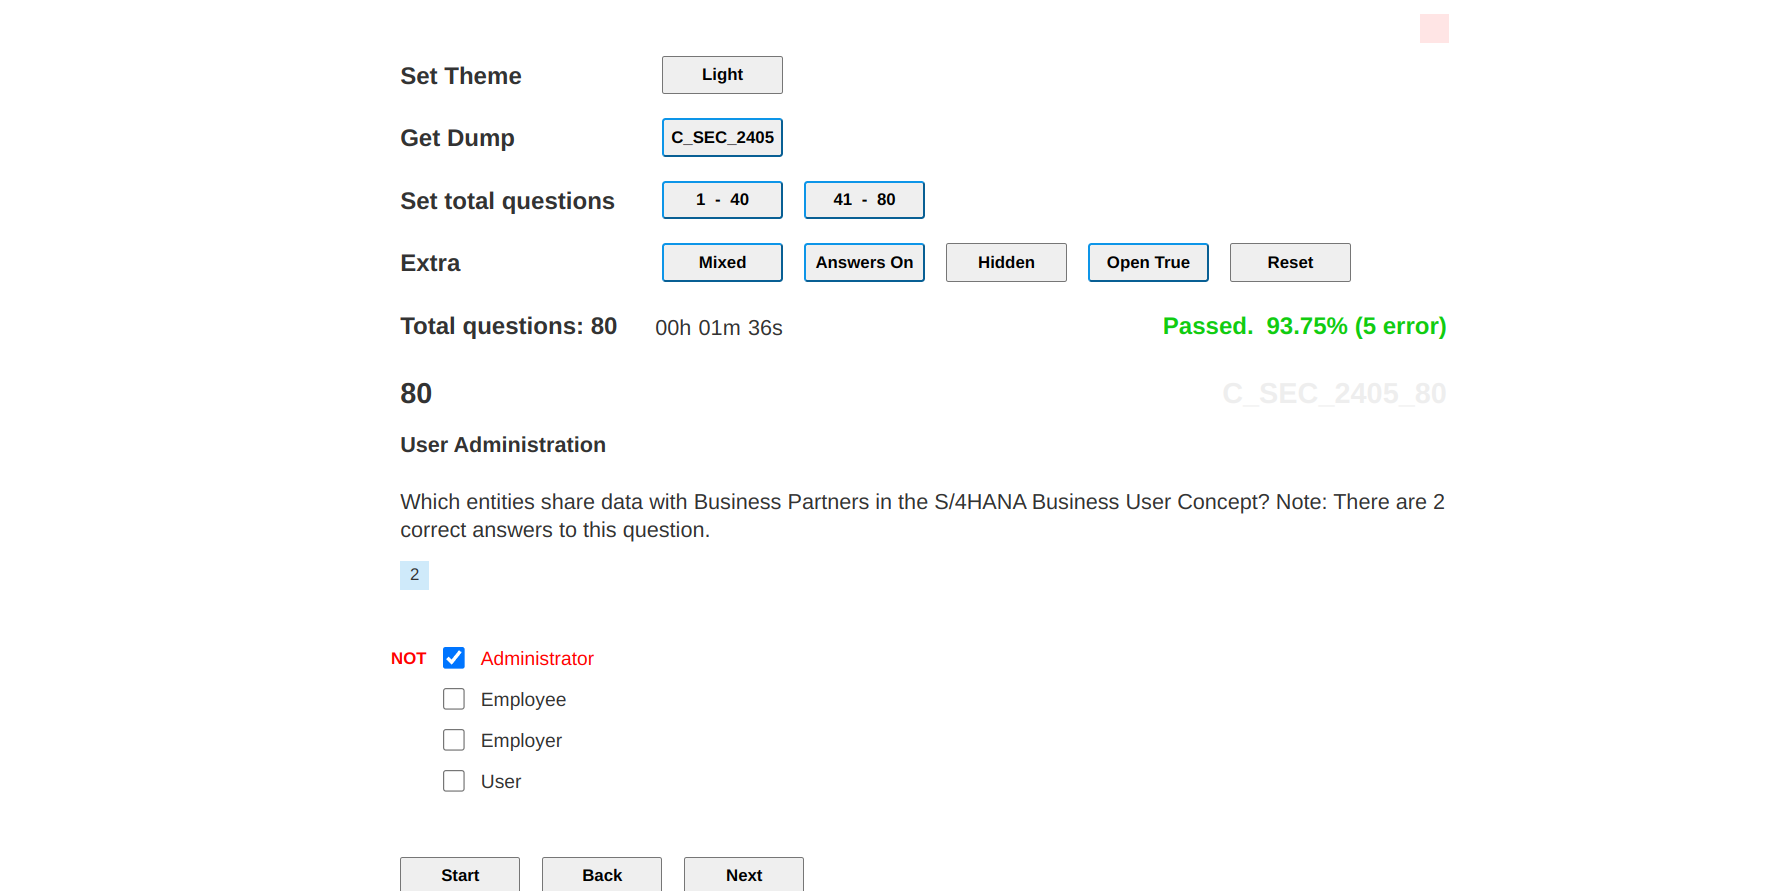 Set Theme Light
Get Dump C_SEC_2405
Set total questions 1 - 40 41 - 80
Extra Mixed Answers On Hidden Open True Reset
Total questions: 80 00h 01m 36s Passed. 93.75% (5 error)
80 C_SEC_2405_80
User Administration
Which entities share data with Business Partners in the S/4HANA Business User Concept? Note: There are 2
correct answers to this question.
2
NOT Administrator
Employee
Employer
User
Start Back Next